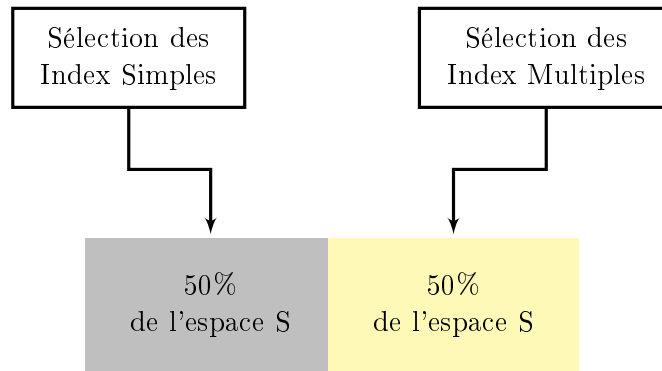 Sélection des
Index Simples
Sélection des
Index Multiples
50%
de l'espace S
50%
de l'espace S